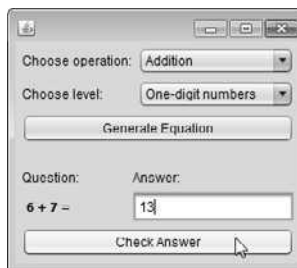 Choose operation: Addition
Choose level: One-digit numbers
Generate Equation
Question: Answer:
6 + 7 = 13
Check Answer